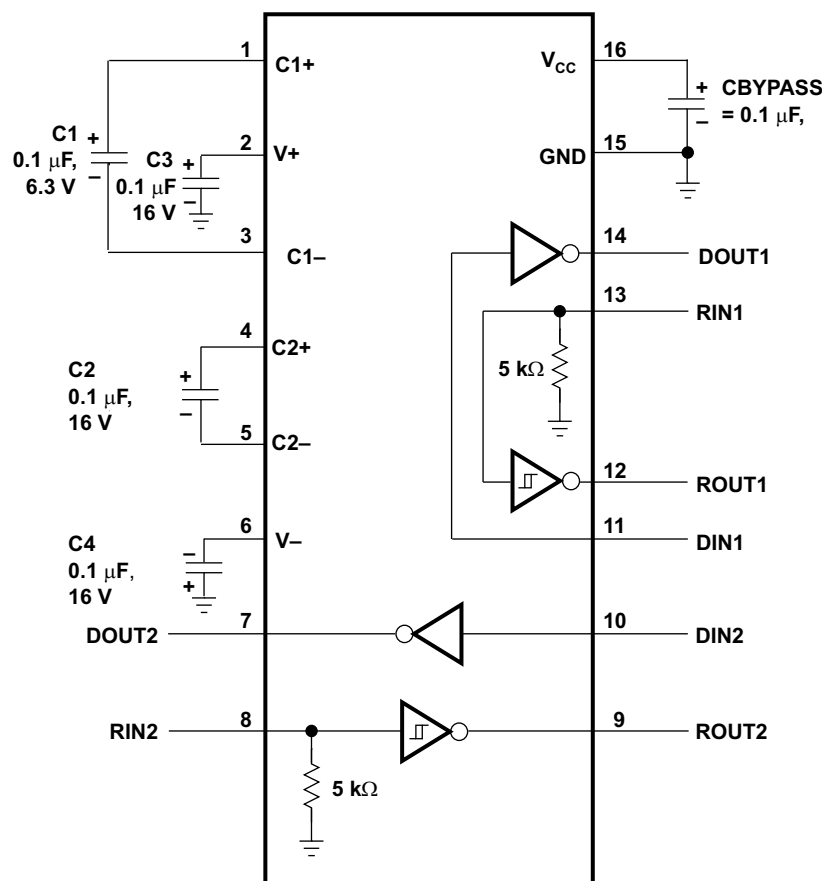 1
C1+
C1
0.1 μF,
6.3 V
+
–
2
V+
C3
0.1 μF
16 V
+
–
3
C1–
4
C2+
C2
0.1 μF,
16 V
+
–
5
C2–
6
V–
C4
0.1 μF,
16 V
–
+
DOUT2
7
RIN2
8
5 kΩ
VCC
16
+
–
CBYPASS
= 0.1 μF,
GND
15
14
DOUT1
13
RIN1
5 kΩ
12
ROUT1
11
DIN1
10
DIN2
9
ROUT2